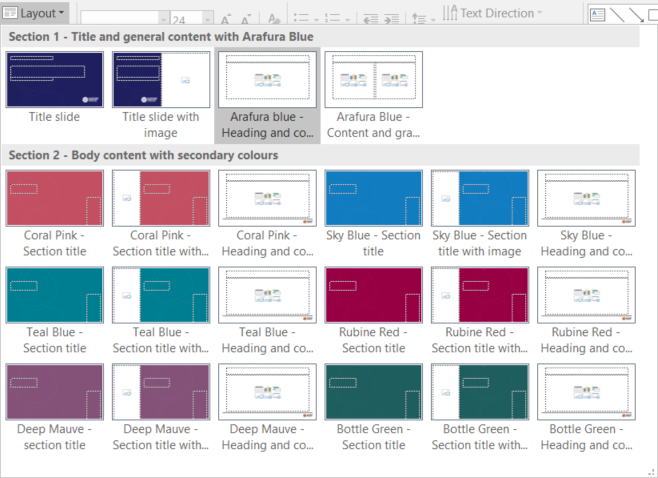 Layout
24
Text Direction
Section 1 - Title and general content with Arafura Blue
Title slide
Title slide with
image
Arafura blue -
Heading and co...
Arafura Blue -
Content and gra...
Section 2 - Body content with secondary colours
Coral Pink -
Section title
Coral Pink -
Section title with...
Coral Pink -
Heading and co...
Sky Blue - Section
title
Sky Blue - Section
title with image
Sky Blue -
Heading and co...
Teal Blue -
Section title
Teal Blue -
Section title with...
Teal Blue -
Heading and co...
Rubine Red -
Section title
Rubine Red -
Section title with...
Rubine Red -
Heading and co...
Deep Mauve -
section title
Deep Mauve -
Section title with...
Deep Mauve -
Heading and co...
Bottle Green -
Section title
Bottle Green -
Section title with...
Bottle Green -
Heading and co...